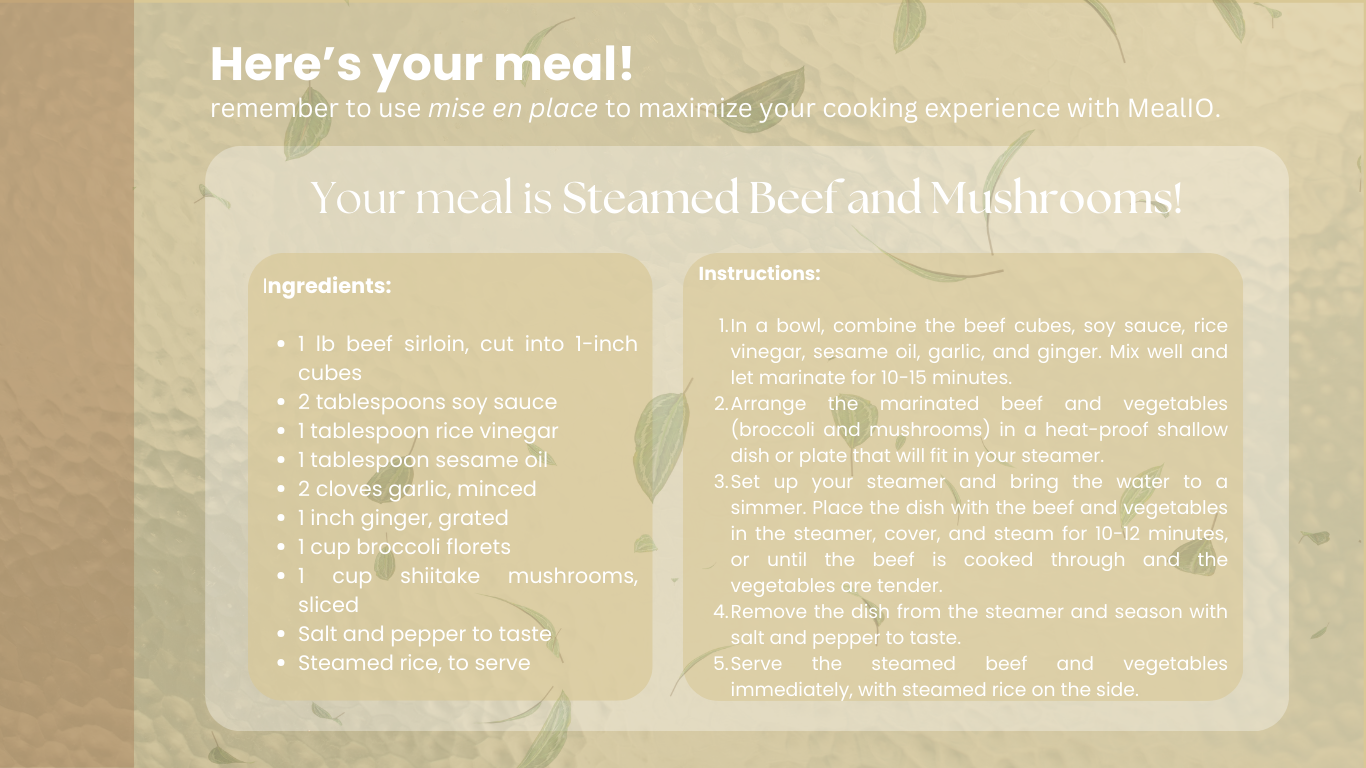 Here’s your meal!
remember to use mise en place to maximize your cooking experience with MealIO.
Your meal is Steamed Beef and Mushrooms!
Ingredients:
• 1 lb beef sirloin, cut into 1-inch
cubes
• 2 tablespoons soy sauce
• 1 tablespoon rice vinegar
• 1 tablespoon sesame oil
• 2 cloves garlic, minced
• 1 inch ginger, grated
• 1 cup broccoli florets
• 1 cup shiitake mushrooms,
sliced
• Salt and pepper to taste
• Steamed rice, to serve
Instructions:
1. In a bowl, combine the beef cubes, soy sauce, rice
vinegar, sesame oil, garlic, and ginger. Mix well and
let marinate for 10-15 minutes.
2. Arrange the marinated beef and vegetables
(broccoli and mushrooms) in a heat-proof shallow
dish or plate that will fit in your steamer.
3. Set up your steamer and bring the water to a
simmer. Place the dish with the beef and vegetables
in the steamer, cover, and steam for 10-12 minutes,
or until the beef is cooked through and the
vegetables are tender.
4. Remove the dish from the steamer and season with
salt and pepper to taste.
5. Serve the steamed beef and vegetables
immediately, with steamed rice on the side.